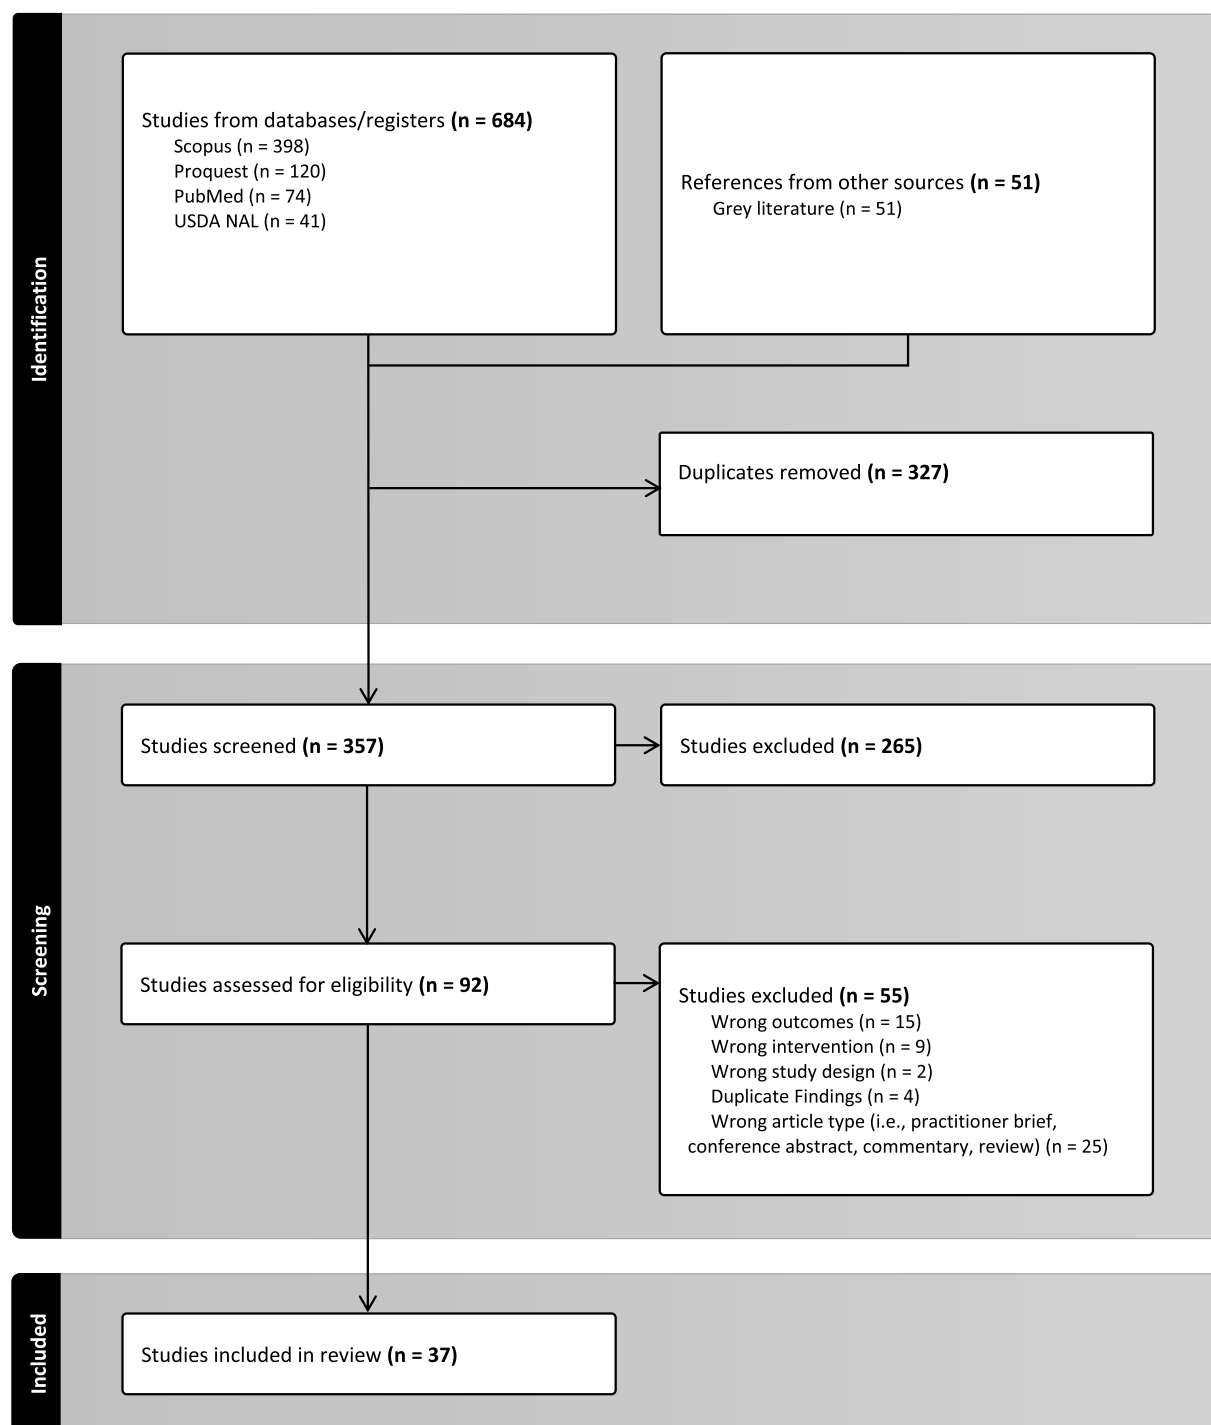 Identification
Studies from databases/registers (n = 684)
Scopus (n = 398)
Proquest (n = 120)
PubMed (n = 74)
USDA NAL (n = 41)
References from other sources (n = 51)
Grey literature (n = 51)
Duplicates removed (n = 327)
Screening
Studies screened (n = 357)
Studies excluded (n = 265)
Studies assessed for eligibility (n = 92)
Studies excluded (n = 55)
Wrong outcomes (n = 15)
Wrong intervention (n = 9)
Wrong study design (n = 2)
Duplicate Findings (n = 4)
Wrong article type (i.e., practitioner brief,
conference abstract, commentary, review) (n = 25)
Included
Studies included in review (n = 37)